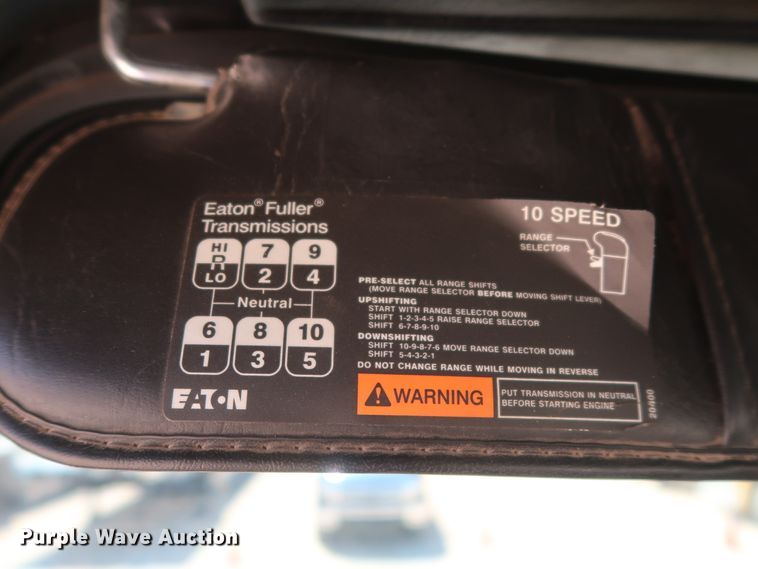 Eaton® Fuller®
Transmissions
HI R LO
7 2
9 4
Neutral
6 1
8 3
10 5
EATON
10 SPEED
RANGE
SELECTOR
PRE-SELECT ALL RANGE SHIFTS
(MOVE RANGE SELECTOR BEFORE MOVING SHIFT LEVER)
UPSHIFTING
START WITH RANGE SELECTOR DOWN
SHIFT 1-2-3-4-5 RAISE RANGE SELECTOR
SHIFT 6-7-8-9-10
DOWNSHIFTING
SHIFT 10-9-8-7-6 MOVE RANGE SELECTOR DOWN
SHIFT 5-4-3-2-1
DO NOT CHANGE RANGE WHILE MOVING IN REVERSE
WARNING
PUT TRANSMISSION IN NEUTRAL
BEFORE STARTING ENGINE
20400
Purple Wave Auction